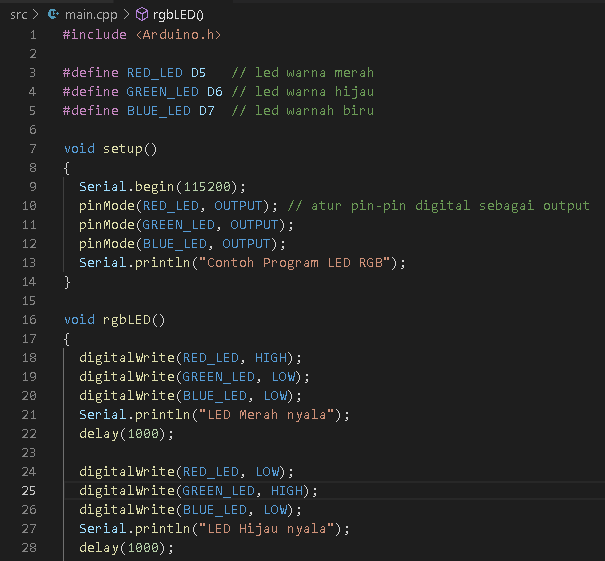 src > main.cpp > rgbLED()
1 #include <Arduino.h>
2
3 #define RED_LED D5   // led warna merah
4 #define GREEN_LED D6 // led warna hijau
5 #define BLUE_LED D7  // led warnah biru
6
7 void setup()
8 {
9   Serial.begin(115200);
10   pinMode(RED_LED, OUTPUT); // atur pin-pin digital sebagai output
11   pinMode(GREEN_LED, OUTPUT);
12   pinMode(BLUE_LED, OUTPUT);
13   Serial.println("Contoh Program LED RGB");
14 }
15
16 void rgbLED()
17 {
18   digitalWrite(RED_LED, HIGH);
19   digitalWrite(GREEN_LED, LOW);
20   digitalWrite(BLUE_LED, LOW);
21   Serial.println("LED Merah nyala");
22   delay(1000);
23
24   digitalWrite(RED_LED, LOW);
25   digitalWrite(GREEN_LED, HIGH);
26   digitalWrite(BLUE_LED, LOW);
27   Serial.println("LED Hijau nyala");
28   delay(1000);